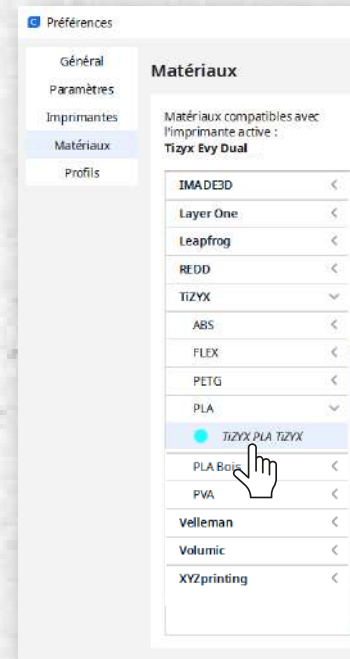 Préférences
Général
Paramètres
Imprimantes
Matériaux
Profils
Matériaux
Matériaux compatibles avec
l'imprimante active :
Tizyx Evy Dual
IMADE3D
Layer One
Leapfrog
REDD
TiZYX
ABS
FLEX
PETG
PLA
TiZYX PLA TiZYX
PLA Bois
PVA
Velleman
Volumic
XYZprinting